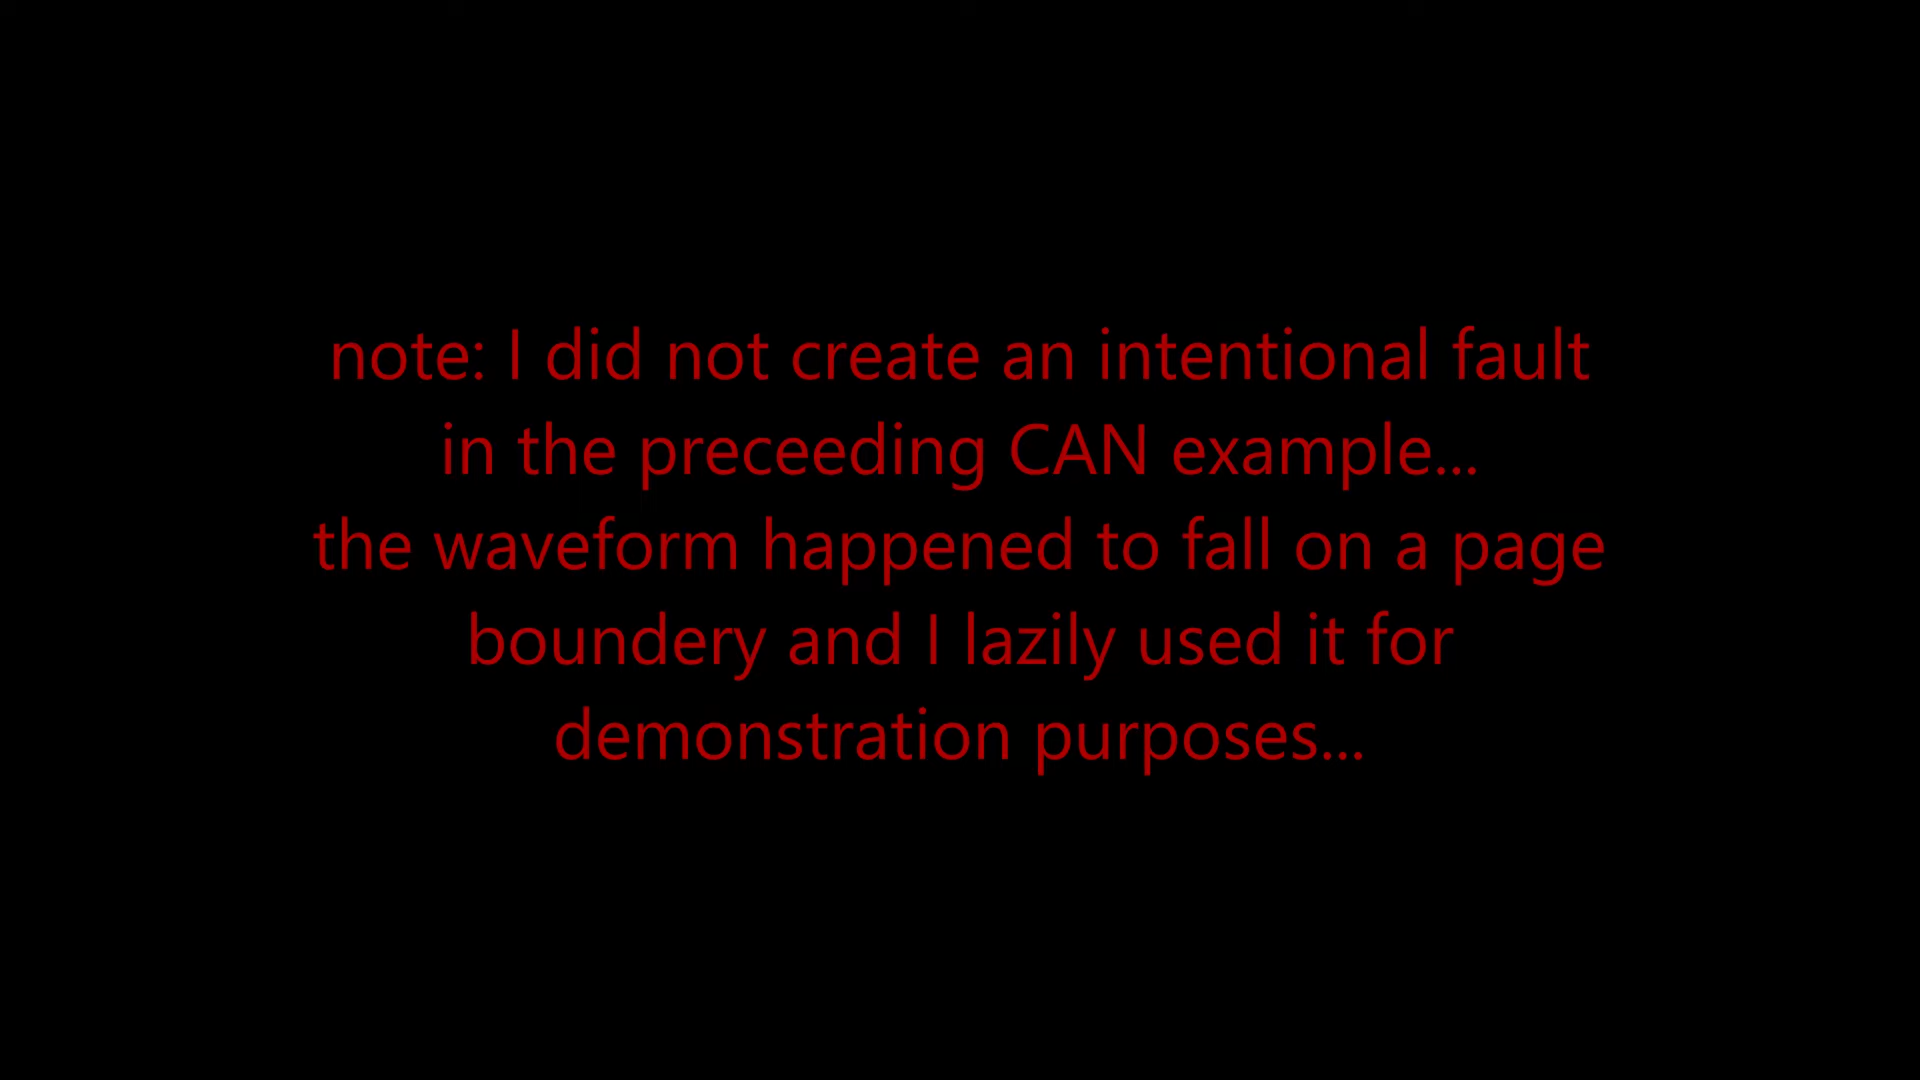 note: I did not create an intentional fault
in the preceeding CAN example...
the waveform happened to fall on a page
boundery and I lazily used it for
demonstration purposes...